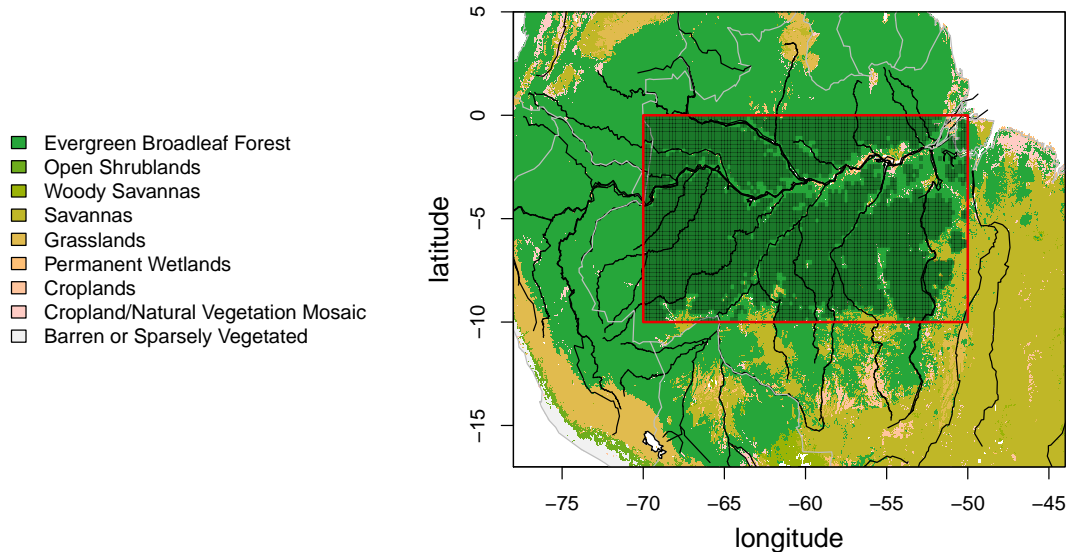 Evergreen Broadleaf Forest
Open Shrublands
Woody Savannas
Savannas
Grasslands
Permanent Wetlands
Croplands
Cropland/Natural Vegetation Mosaic
Barren or Sparsely Vegetated
latitude
5
0
−5
−10
−15
−75
−70
−65
−60
−55
−50
−45
longitude